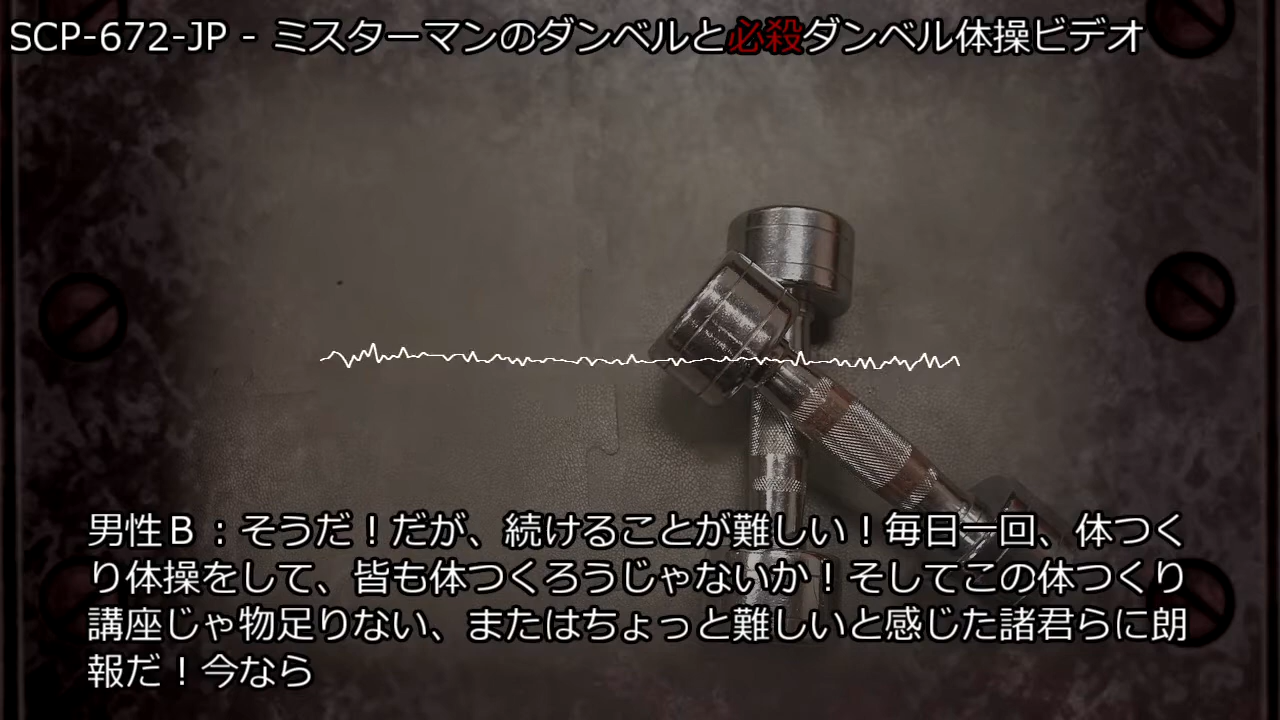 SCP-672-JP - ミスターマンのダンベルと必殺ダンベル体操ビデオ
男性Ｂ：そうだ！だが、続けることが難しい！毎日一回、体つく
り体操をして、皆も体つくろうじゃないか！そしてこの体つくり
講座じゃ物足りない、またはちょっと難しいと感じた諸君らに朗
報だ！今なら